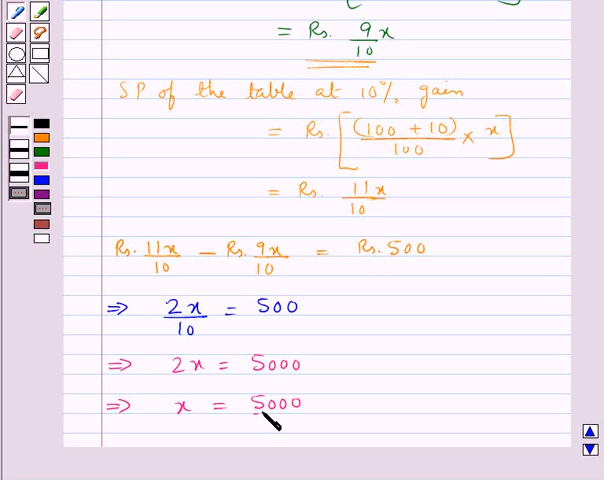 = Rs. 9/10 x
SP of the table at 10% gain
= Rs. [(100 + 10)/100 × x]
= Rs. 11x/10
Rs. 11x/10 - Rs. 9x/10 = Rs. 500
⇒ 2x/10 = 500
⇒ 2x = 5000
⇒ x = 5000